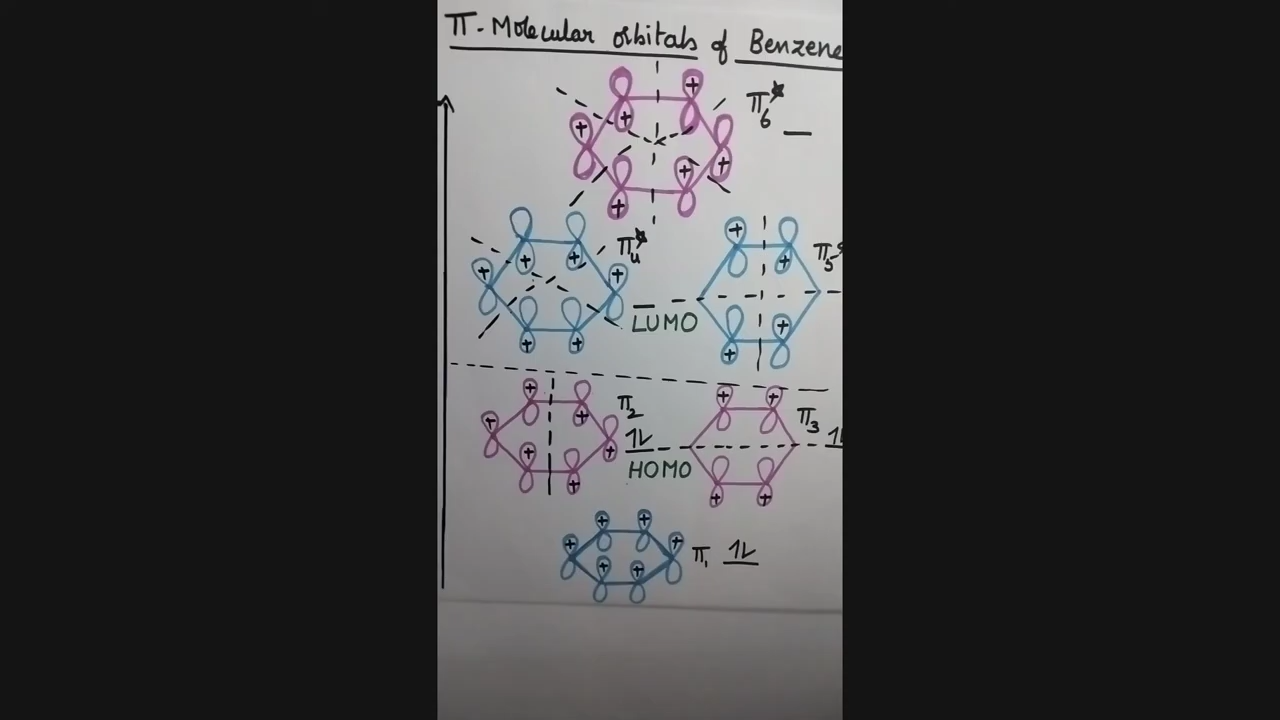 π - Molecular orbitals of Benzene
π6*
π4*
π5*
LUMO
π2
π3
HOMO
π1